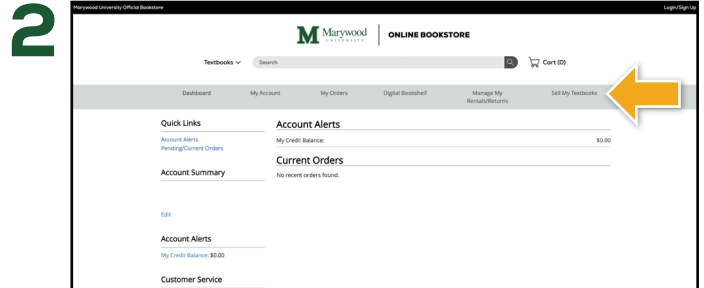 2
Marywood University Official Bookstore Login/Sign Up
M Marywood UNIVERSITY ONLINE BOOKSTORE
Textbooks Search Cart (0)
Dashboard My Account My Orders Digital Bookshelf Manage My Rentals/Returns Sell My Textbooks
Quick Links
Account Alerts
Pending/Current Orders
Account Summary
Edit
Account Alerts
My Credit Balance: $0.00
Customer Service
Account Alerts
My Credit Balance: $0.00
Current Orders
No recent orders found.